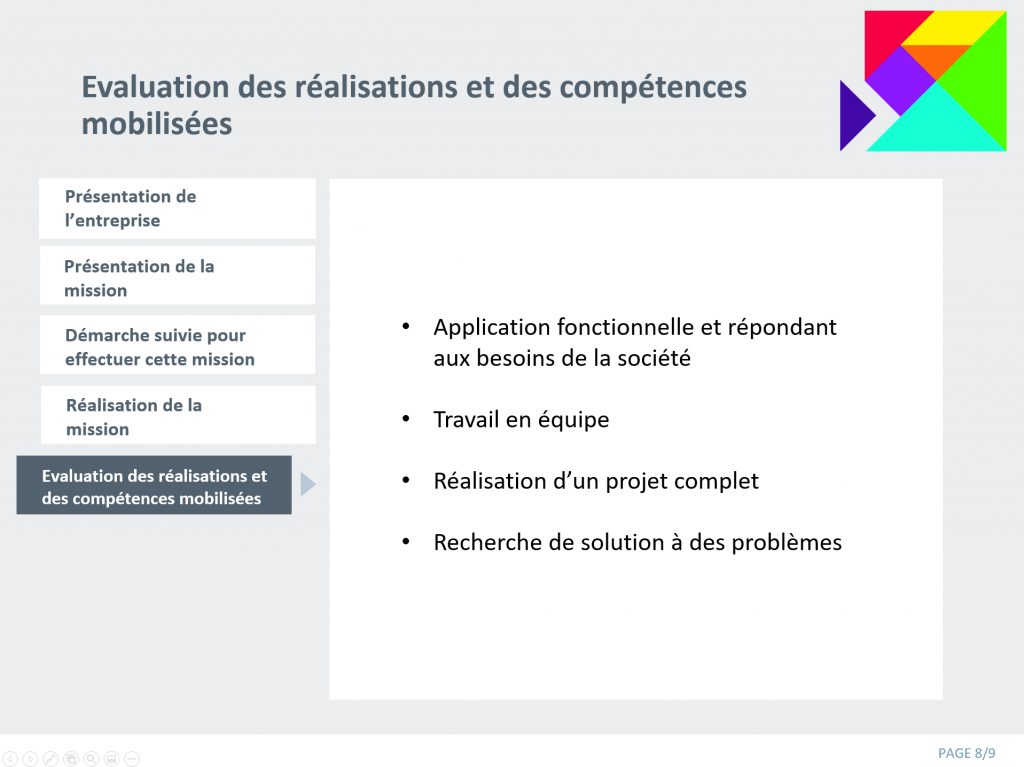 Evaluation des réalisations et des compétences
mobilisées
Présentation de
l’entreprise
Présentation de la
mission
Démarche suivie pour
effectuer cette mission
Réalisation de la
mission
Evaluation des réalisations et
des compétences mobilisées
• Application fonctionnelle et répondant
aux besoins de la société
• Travail en équipe
• Réalisation d’un projet complet
• Recherche de solution à des problèmes
PAGE 8/9